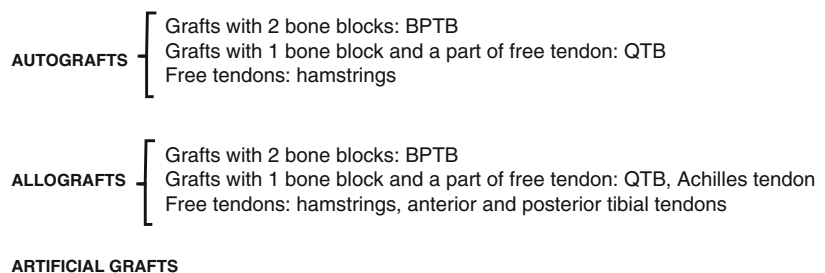 Grafts with 2 bone blocks: BPTB
AUTOGRAFTS Grafts with 1 bone block and a part of free tendon: QTB
Free tendons: hamstrings
Grafts with 2 bone blocks: BPTB
ALLOGRAFTS Grafts with 1 bone block and a part of free tendon: QTB, Achilles tendon
Free tendons: hamstrings, anterior and posterior tibial tendons
ARTIFICIAL GRAFTS